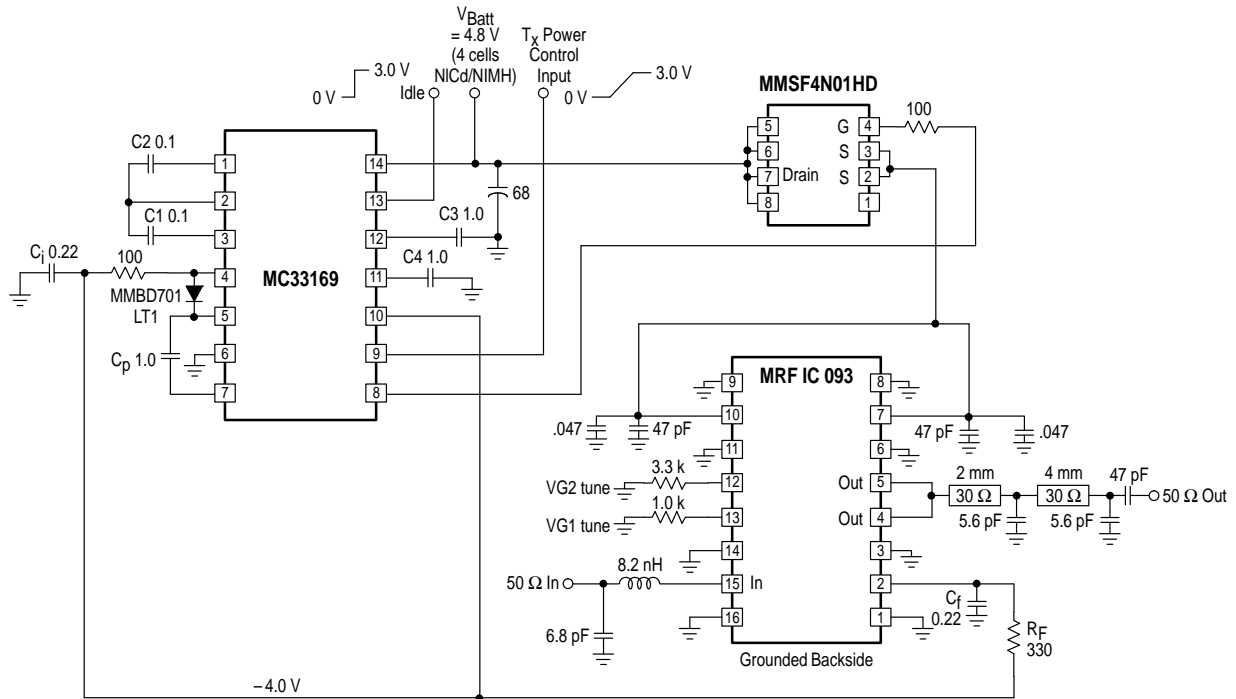 VBatt
= 4.8 V
(4 cells
NICd/NIMH)
Tx Power
Control
Input
3.0 V
0 V
Idle
0 V
3.0 V
MMSF4N01HD
100
C2 0.1
C1 0.1
Ci 0.22
100
MMBD701
LT1
Cp 1.0
1
2
3
4
5
6
7
MC33169
14
13
12
11
10
9
8
68
C3 1.0
C4 1.0
5
6
7
8
Drain
G
S
S
4
3
2
1
MRF IC 093
9
10
11
12
13
14
15
16
In
8
7
6
5
4
3
2
1
Out
Out
.047
47 pF
47 pF
.047
VG2 tune
3.3 k
VG1 tune
1.0 k
50 Ω In
8.2 nH
6.8 pF
2 mm
30 Ω
4 mm
30 Ω
47 pF
50 Ω Out
5.6 pF
5.6 pF
Cf
0.22
RF
330
Grounded Backside
–4.0 V